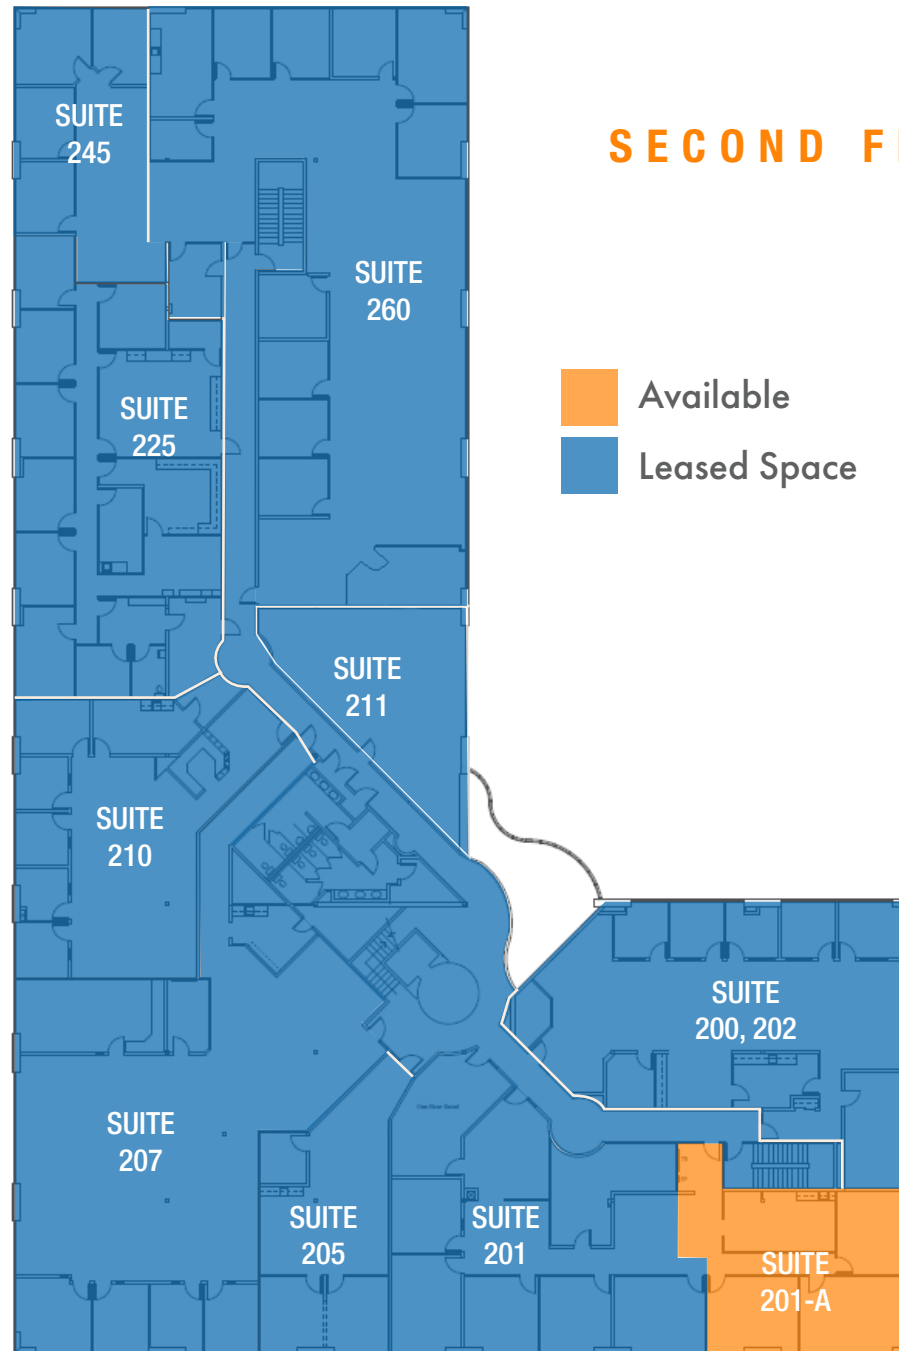 SUITE
245
SECOND F
SUITE
260
Available
Leased Space
SUITE
225
SUITE
211
SUITE
210
SUITE
200, 202
SUITE
207
SUITE
205
SUITE
201
SUITE
201-A